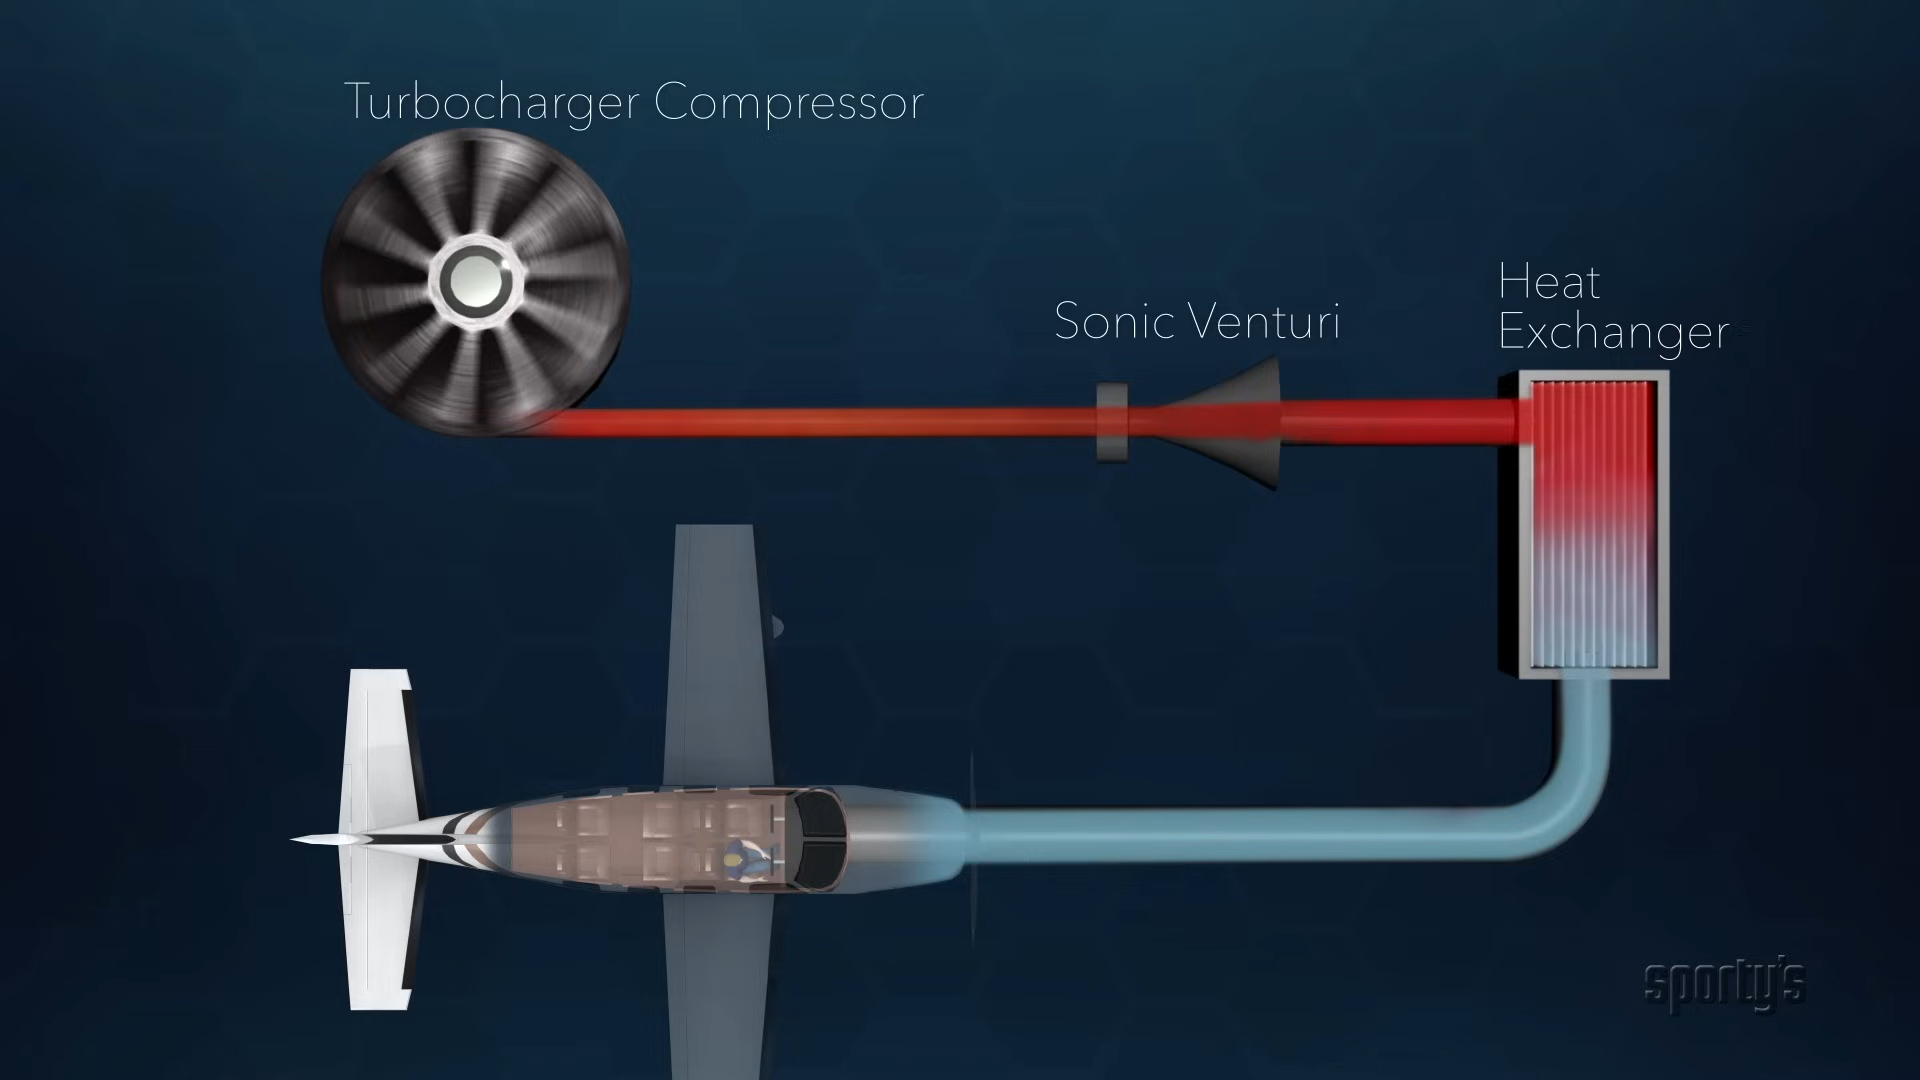 Turbocharger Compressor
Sonic Venturi
Heat
Exchanger
sporty's